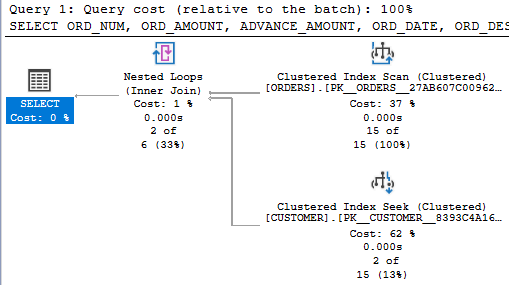 Query 1: Query cost (relative to the batch): 100%
SELECT ORD_NUM, ORD_AMOUNT, ADVANCE_AMOUNT, ORD_DATE, ORD_DES
SELECT
Cost: 0 %
Nested Loops
(Inner Join)
Cost: 1 %
0.000s
2 of
6 (33%)
Clustered Index Scan (Clustered)
[ORDERS].[PK__ORDERS__27AB607C00962…
Cost: 37 %
0.000s
15 of
15 (100%)
Clustered Index Seek (Clustered)
[CUSTOMER].[PK__CUSTOMER__8393C4A16…
Cost: 62 %
0.000s
2 of
15 (13%)